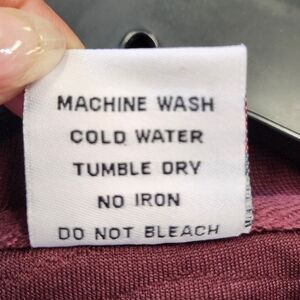 MACHINE WASH
COLD WATER
TUMBLE DRY
NO IRON
DO NOT BLEACH